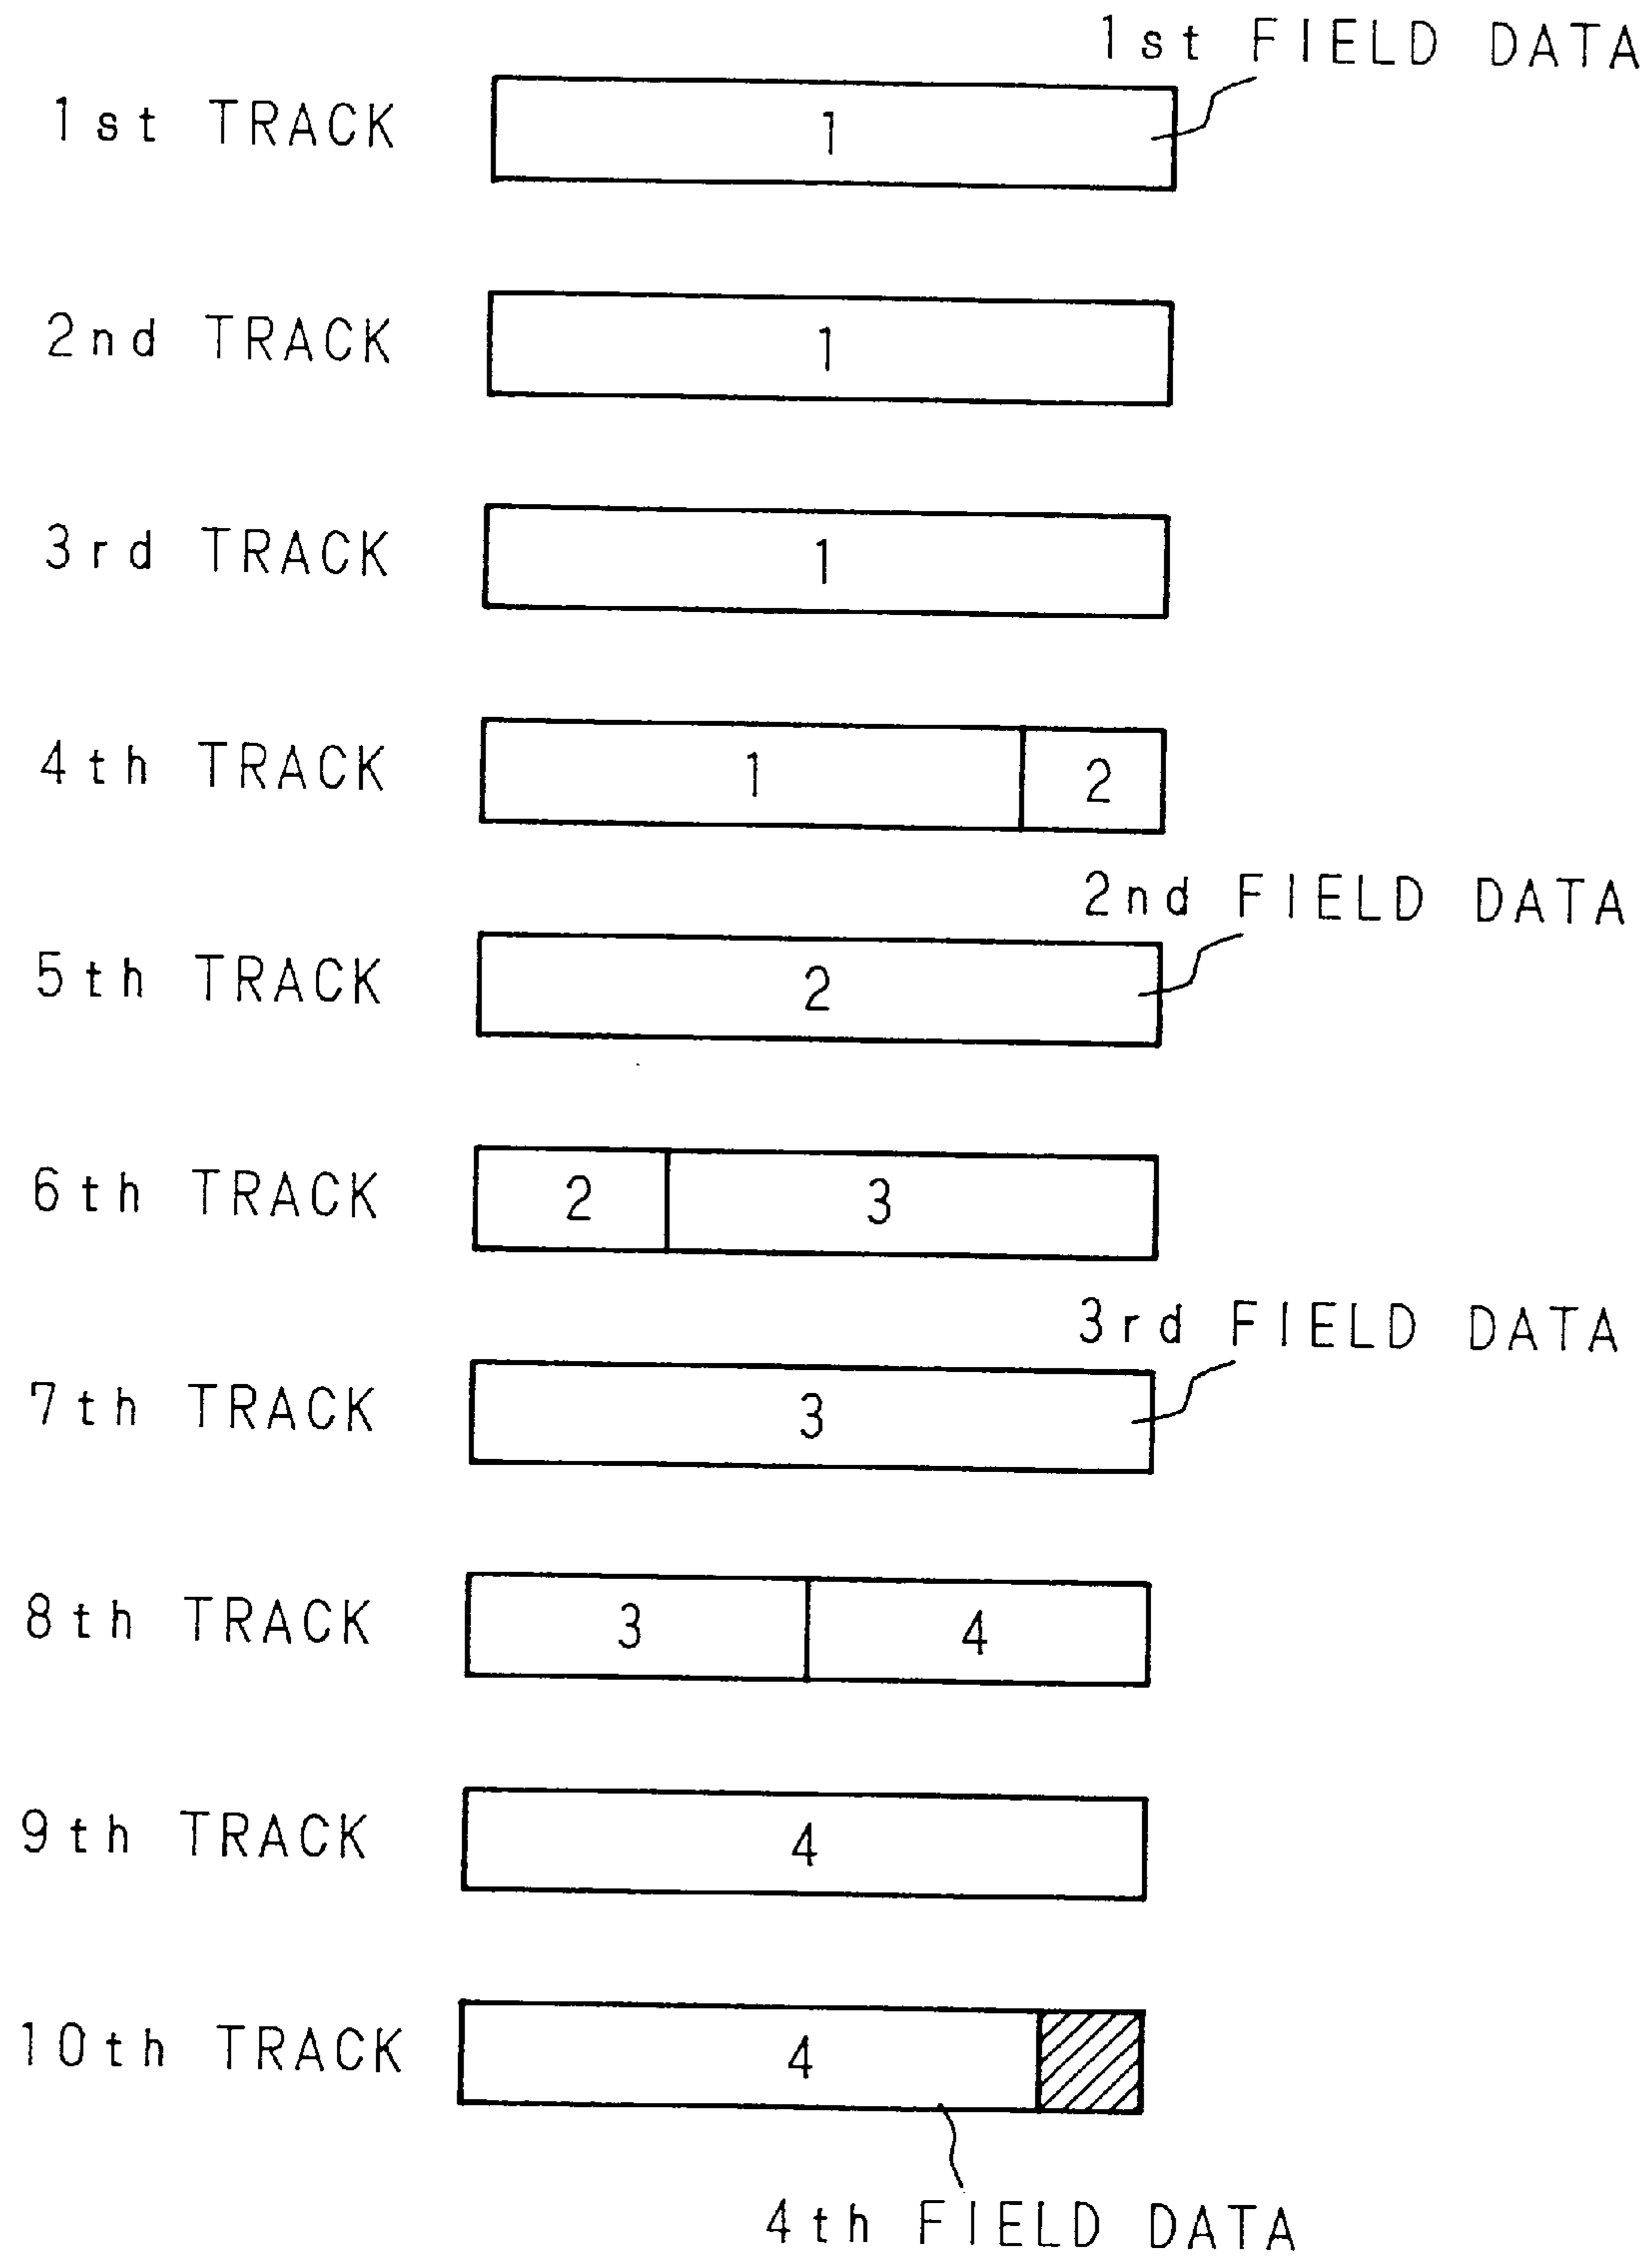 1st FIELD DATA
1st TRACK 1
2nd TRACK 1
3rd TRACK 1
4th TRACK 1 2
2nd FIELD DATA
5th TRACK 2
6th TRACK 2 3
3rd FIELD DATA
7th TRACK 3
8th TRACK 3 4
9th TRACK 4
10th TRACK 4
4th FIELD DATA